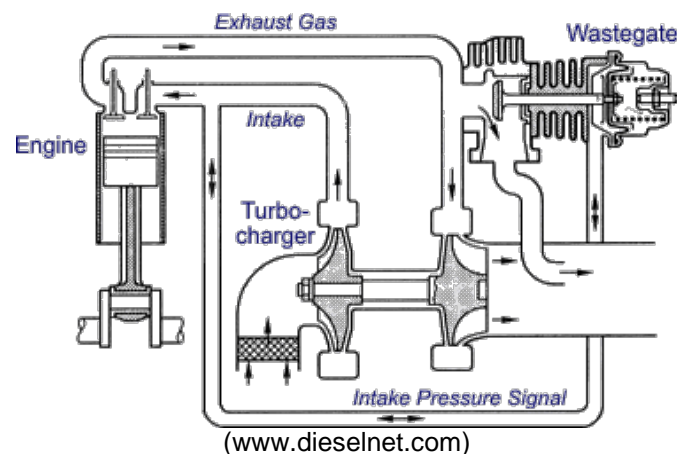 Exhaust Gas
Wastegate
Intake
Engine
Turbo-
charger
Intake Pressure Signal
(www.dieselnet.com)